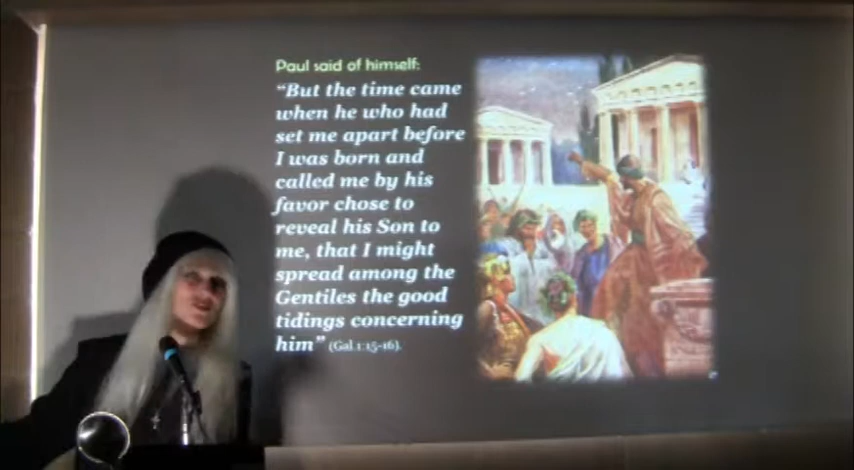 Paul said of himself:
“But the time came
when he who had
set me apart before
I was born and
called me by his
favor chose to
reveal his Son to
me, that I might
spread among the
Gentiles the good
tidings concerning
him” (Gal.1:15-16).